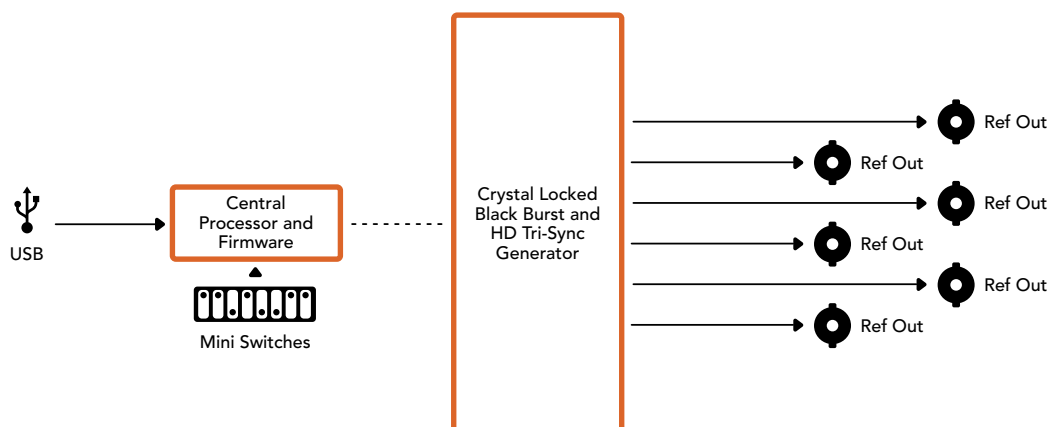 USB
Central
Processor and
Firmware
Mini Switches
Crystal Locked
Black Burst and
HD Tri-Sync
Generator
Ref Out
Ref Out
Ref Out
Ref Out
Ref Out
Ref Out